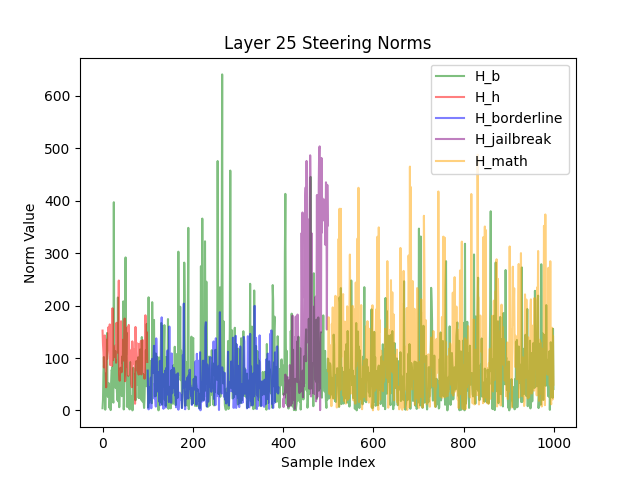 Layer 25 Steering Norms
H_b
H_h
H_borderline
H_jailbreak
H_math
Norm Value
600
500
400
300
200
100
0
0
200
400
600
800
1000
Sample Index